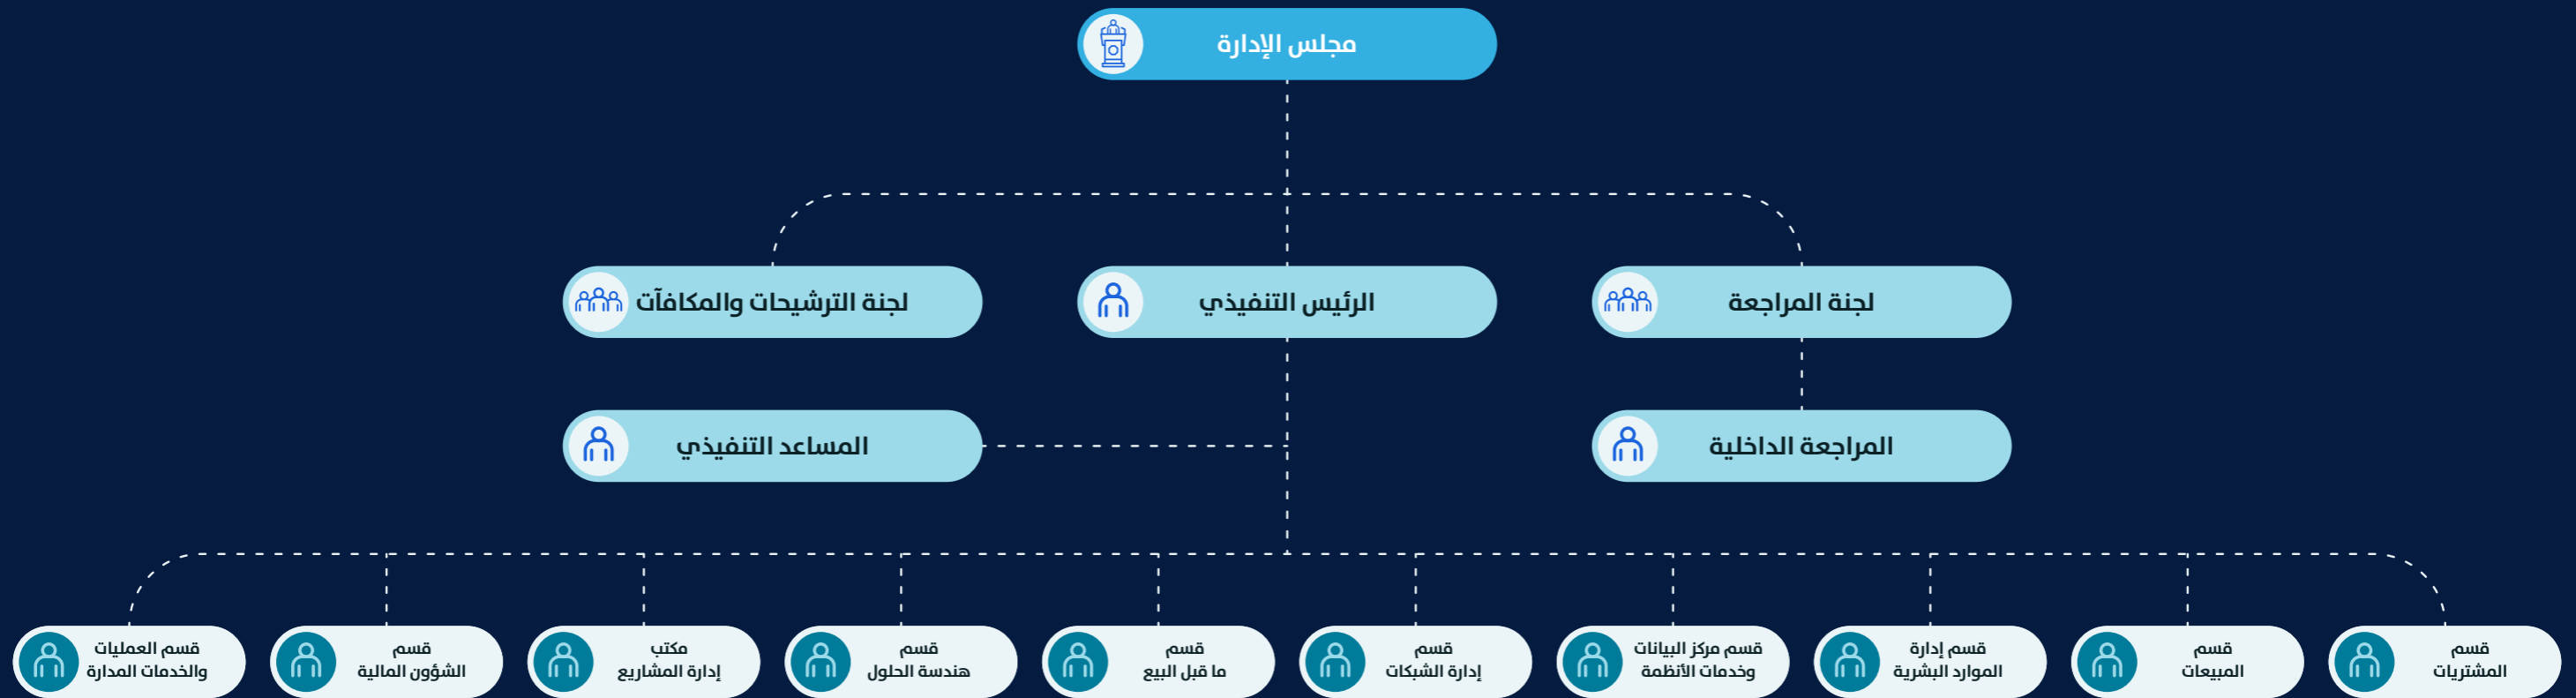 مجلس الإدارة
لجنة المراجعة
الرئيس التنفيذي
لجنة الترشيحات والمكافآت
المراجعة الداخلية
المساعد التنفيذي
قسم
المشتريات
قسم
المبيعات
قسم إدارة
الموارد البشرية
قسم مركز البيانات
وخدمات الأنظمة
قسم
إدارة الشبكات
قسم
ما قبل البيع
قسم
هندسة الحلول
مكتب
إدارة المشاريع
قسم
الشؤون المالية
قسم العمليات
والخدمات المدارة